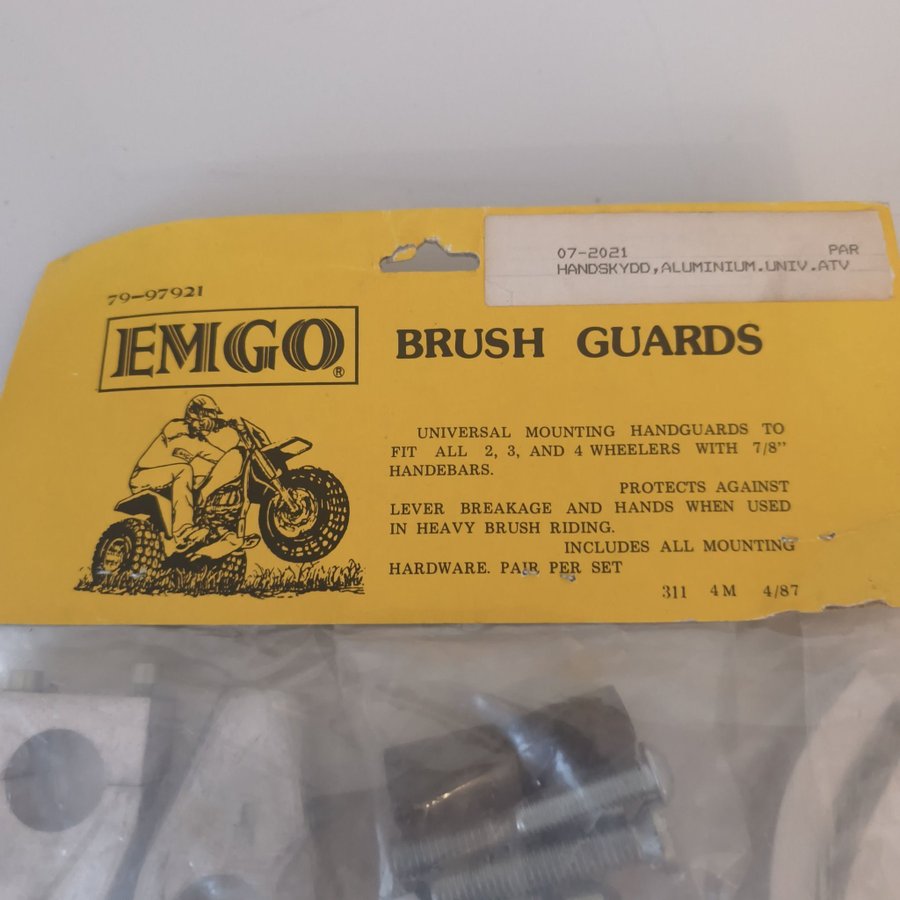 07-2021 PAR
HANDSKYDD,ALUMINIUM.UNIV.ATV
79-97921
EMGO®
BRUSH GUARDS
UNIVERSAL MOUNTING HANDGUARDS TO
FIT ALL 2, 3, AND 4 WHEELERS WITH 7/8"
HANDEBARS.
PROTECTS AGAINST
LEVER BREAKAGE AND HANDS WHEN USED
IN HEAVY BRUSH RIDING.
INCLUDES ALL MOUNTING
HARDWARE. PAIR PER SET
311 4M 4/87